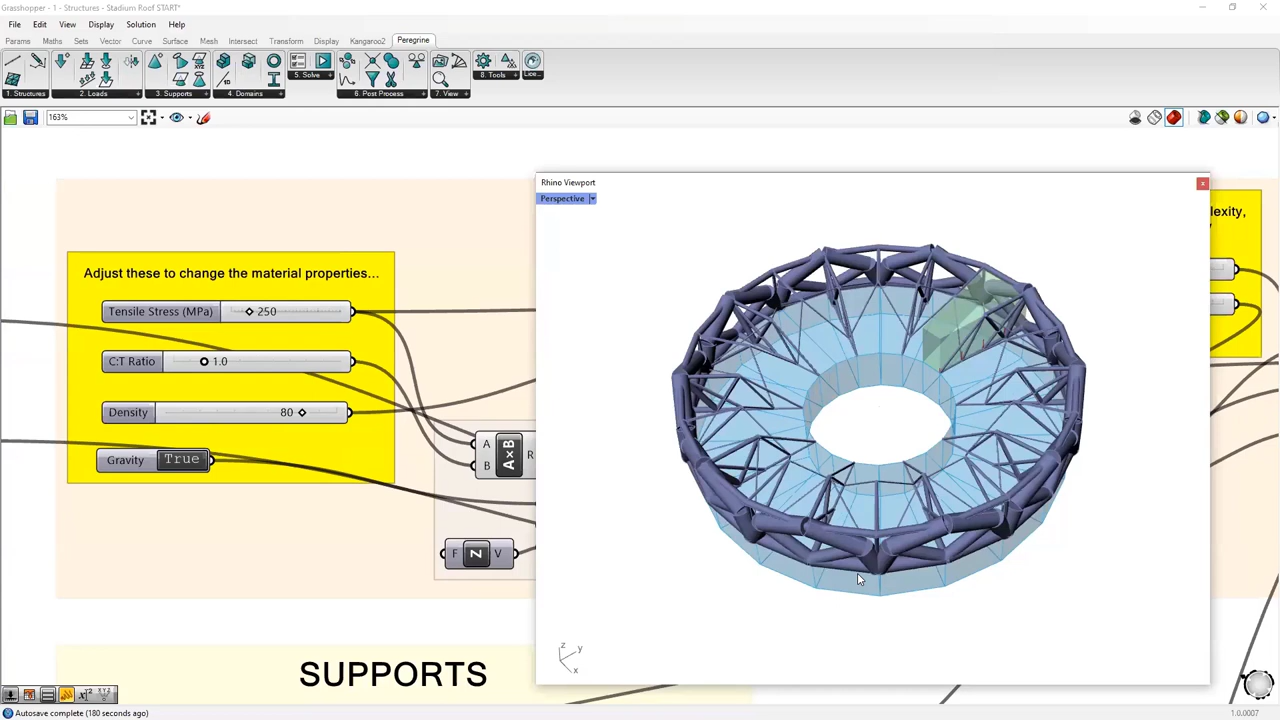 Grasshopper - 1 - Structures - Stadium Roof START*
File Edit View Display Solution Help
Params Maths Sets Vector Curve Surface Mesh Intersect Transform Display Kangaroo2 Peregrine
1. Structures 2. Loads 3. Supports 4. Domains 5. Solve 6. Post Process 7. View 8. Tools Lice...
163%
Rhino Viewport
Perspective
lexity,
Adjust these to change the material properties...
Tensile Stress (MPa) 250
C:T Ratio 1.0
Density 80
Gravity True
A
B
A×B
R
F N V
z
y
x
SUPPORTS
Autosave complete (180 seconds ago)
1.0.0007